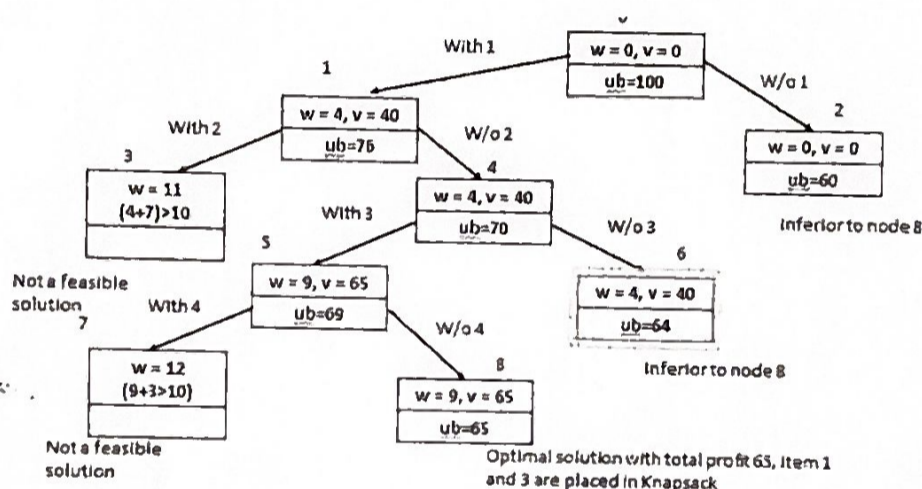 0
w = 0, v = 0
ub=100
With 1
W/o 1
1
w = 4, v = 40
ub=76
2
w = 0, v = 0
ub=60
Inferior to node 8
With 2
W/o 2
3
w = 11
(4+7)>10
Not a feasible
solution
4
w = 4, v = 40
ub=70
With 3
W/o 3
5
w = 9, v = 65
ub=69
6
w = 4, v = 40
ub=64
Inferior to node 8
With 4
W/o 4
7
w = 12
(9+3>10)
Not a feasible
solution
8
w = 9, v = 65
ub=65
Optimal solution with total profit 65, Item 1
and 3 are placed in Knapsack